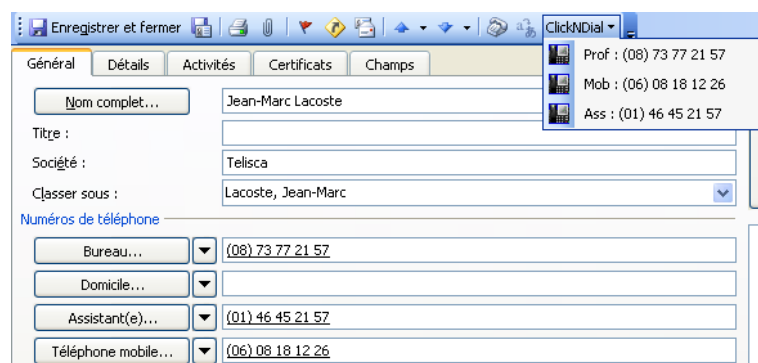 Enregistrer et fermer ClickNDial
Prof : (08) 73 77 21 57
Mob : (06) 08 18 12 26
Ass : (01) 46 45 21 57
Général Détails Activités Certificats Champs
Nom complet... Jean-Marc Lacoste
Titre :
Société : Telisca
Classer sous : Lacoste, Jean-Marc
Numéros de téléphone
Bureau... (08) 73 77 21 57
Domicile...
Assistant(e)... (01) 46 45 21 57
Téléphone mobile... (06) 08 18 12 26